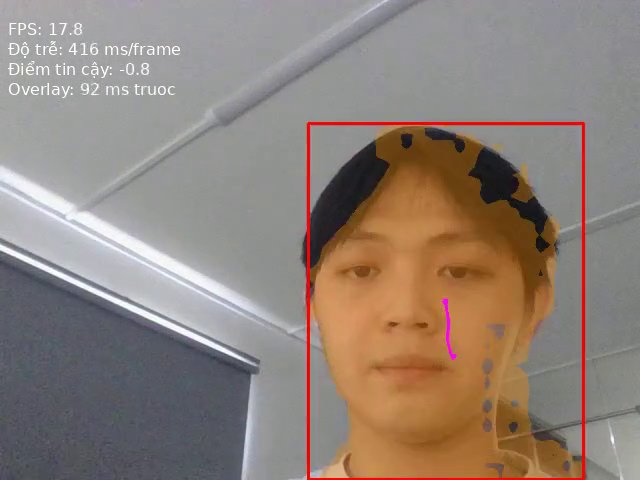 FPS: 17.8
Độ trễ: 416 ms/frame
Điểm tin cậy: -0.8
Overlay: 92 ms truoc